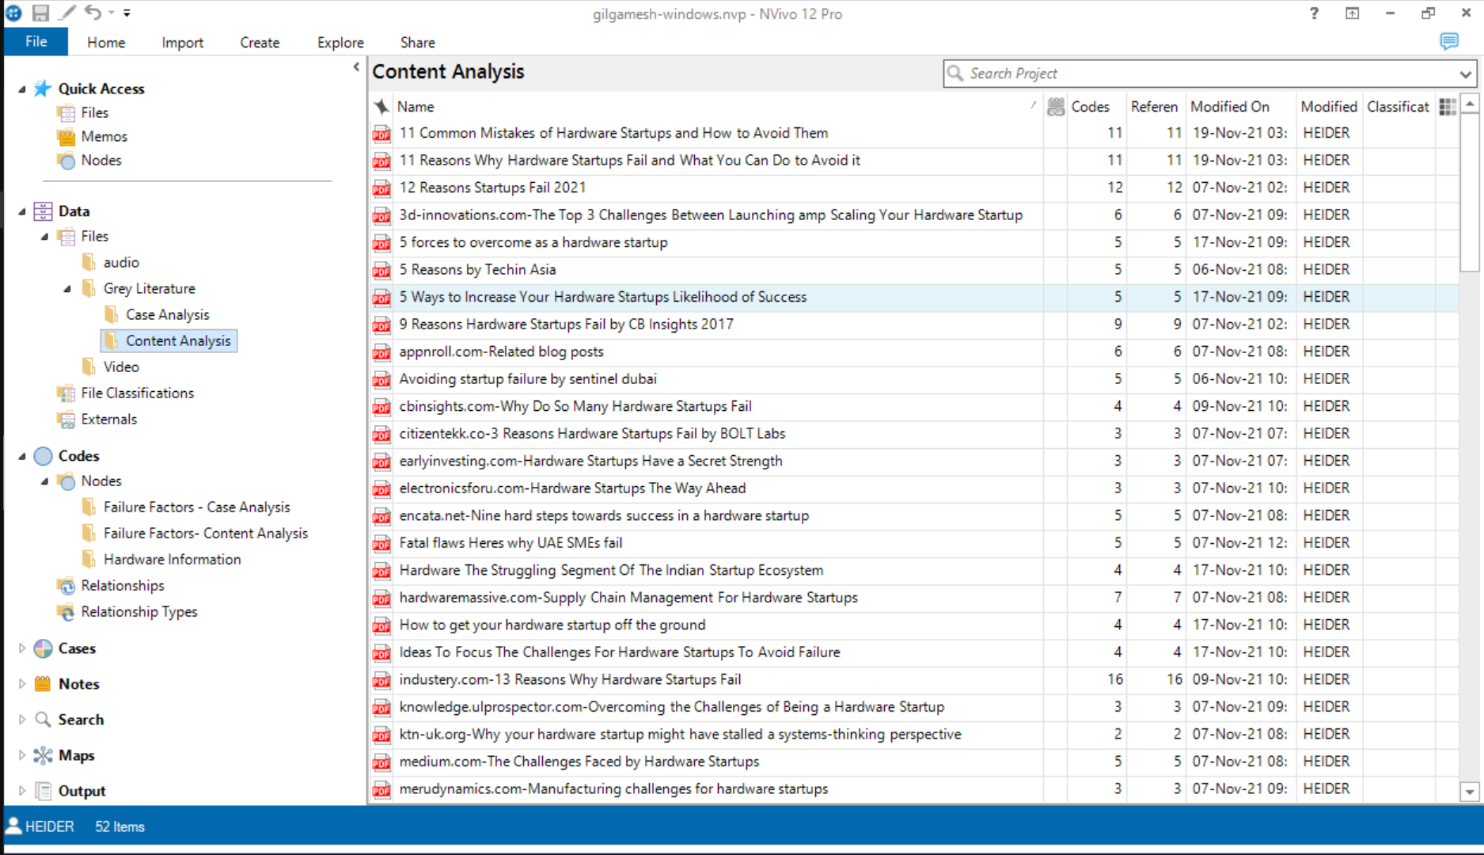 gilgamesh-windows.nvp - NVivo 12 Pro
File Home Import Create Explore Share
Quick Access
Files
Memos
Nodes
Data
Files
audio
Grey Literature
Case Analysis
Content Analysis
Video
File Classifications
Externals
Codes
Nodes
Failure Factors - Case Analysis
Failure Factors- Content Analysis
Hardware Information
Relationships
Relationship Types
Cases
Notes
Search
Maps
Output
Content Analysis
Search Project
Name Codes Referen Modified On Modified Classificat
11 Common Mistakes of Hardware Startups and How to Avoid Them 11 11 19-Nov-21 03: HEIDER
11 Reasons Why Hardware Startups Fail and What You Can Do to Avoid it 11 11 19-Nov-21 03: HEIDER
12 Reasons Startups Fail 2021 12 12 07-Nov-21 02: HEIDER
3d-innovations.com-The Top 3 Challenges Between Launching amp Scaling Your Hardware Startup 6 6 07-Nov-21 09: HEIDER
5 forces to overcome as a hardware startup 5 5 17-Nov-21 09: HEIDER
5 Reasons by Techin Asia 5 5 06-Nov-21 08: HEIDER
5 Ways to Increase Your Hardware Startups Likelihood of Success 5 5 17-Nov-21 09: HEIDER
9 Reasons Hardware Startups Fail by CB Insights 2017 9 9 07-Nov-21 02: HEIDER
appnroll.com-Related blog posts 6 6 07-Nov-21 08: HEIDER
Avoiding startup failure by sentinel dubai 5 5 06-Nov-21 10: HEIDER
cbinsights.com-Why Do So Many Hardware Startups Fail 4 4 09-Nov-21 10: HEIDER
citizentekk.co-3 Reasons Hardware Startups Fail by BOLT Labs 3 3 07-Nov-21 07: HEIDER
earlyinvesting.com-Hardware Startups Have a Secret Strength 3 3 07-Nov-21 07: HEIDER
electronicsforu.com-Hardware Startups The Way Ahead 3 3 07-Nov-21 10: HEIDER
encata.net-Nine hard steps towards success in a hardware startup 5 5 07-Nov-21 08: HEIDER
Fatal flaws Heres why UAE SMEs fail 5 5 07-Nov-21 12: HEIDER
Hardware The Struggling Segment Of The Indian Startup Ecosystem 4 4 17-Nov-21 10: HEIDER
hardwaremassive.com-Supply Chain Management For Hardware Startups 7 7 07-Nov-21 08: HEIDER
How to get your hardware startup off the ground 4 4 17-Nov-21 10: HEIDER
Ideas To Focus The Challenges For Hardware Startups To Avoid Failure 4 4 17-Nov-21 10: HEIDER
industery.com-13 Reasons Why Hardware Startups Fail 16 16 09-Nov-21 10: HEIDER
knowledge.ulprospector.com-Overcoming the Challenges of Being a Hardware Startup 3 3 07-Nov-21 09: HEIDER
ktn-uk.org-Why your hardware startup might have stalled a systems-thinking perspective 2 2 07-Nov-21 08: HEIDER
medium.com-The Challenges Faced by Hardware Startups 5 5 07-Nov-21 08: HEIDER
merudynamics.com-Manufacturing challenges for hardware startups 3 3 07-Nov-21 09: HEIDER
HEIDER 52 Items